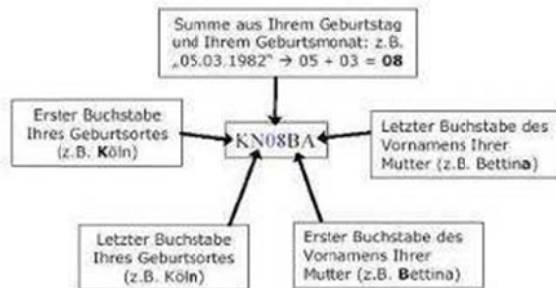 Summe aus Ihrem Geburtstag
und Ihrem Geburtsmonat: z.B.
„05.03.1982" → 05 + 03 = 08
Erster Buchstabe
Ihres Geburtsortes
(z.B. Köln)
KN08BA
Letzter Buchstabe des
Vornamens Ihrer
Mutter (z.B. Bettina)
Letzter Buchstabe
Ihres Geburtsortes
(z.B. Köln)
Erster Buchstabe des
Vornamens Ihrer
Mutter (z.B. Bettina)